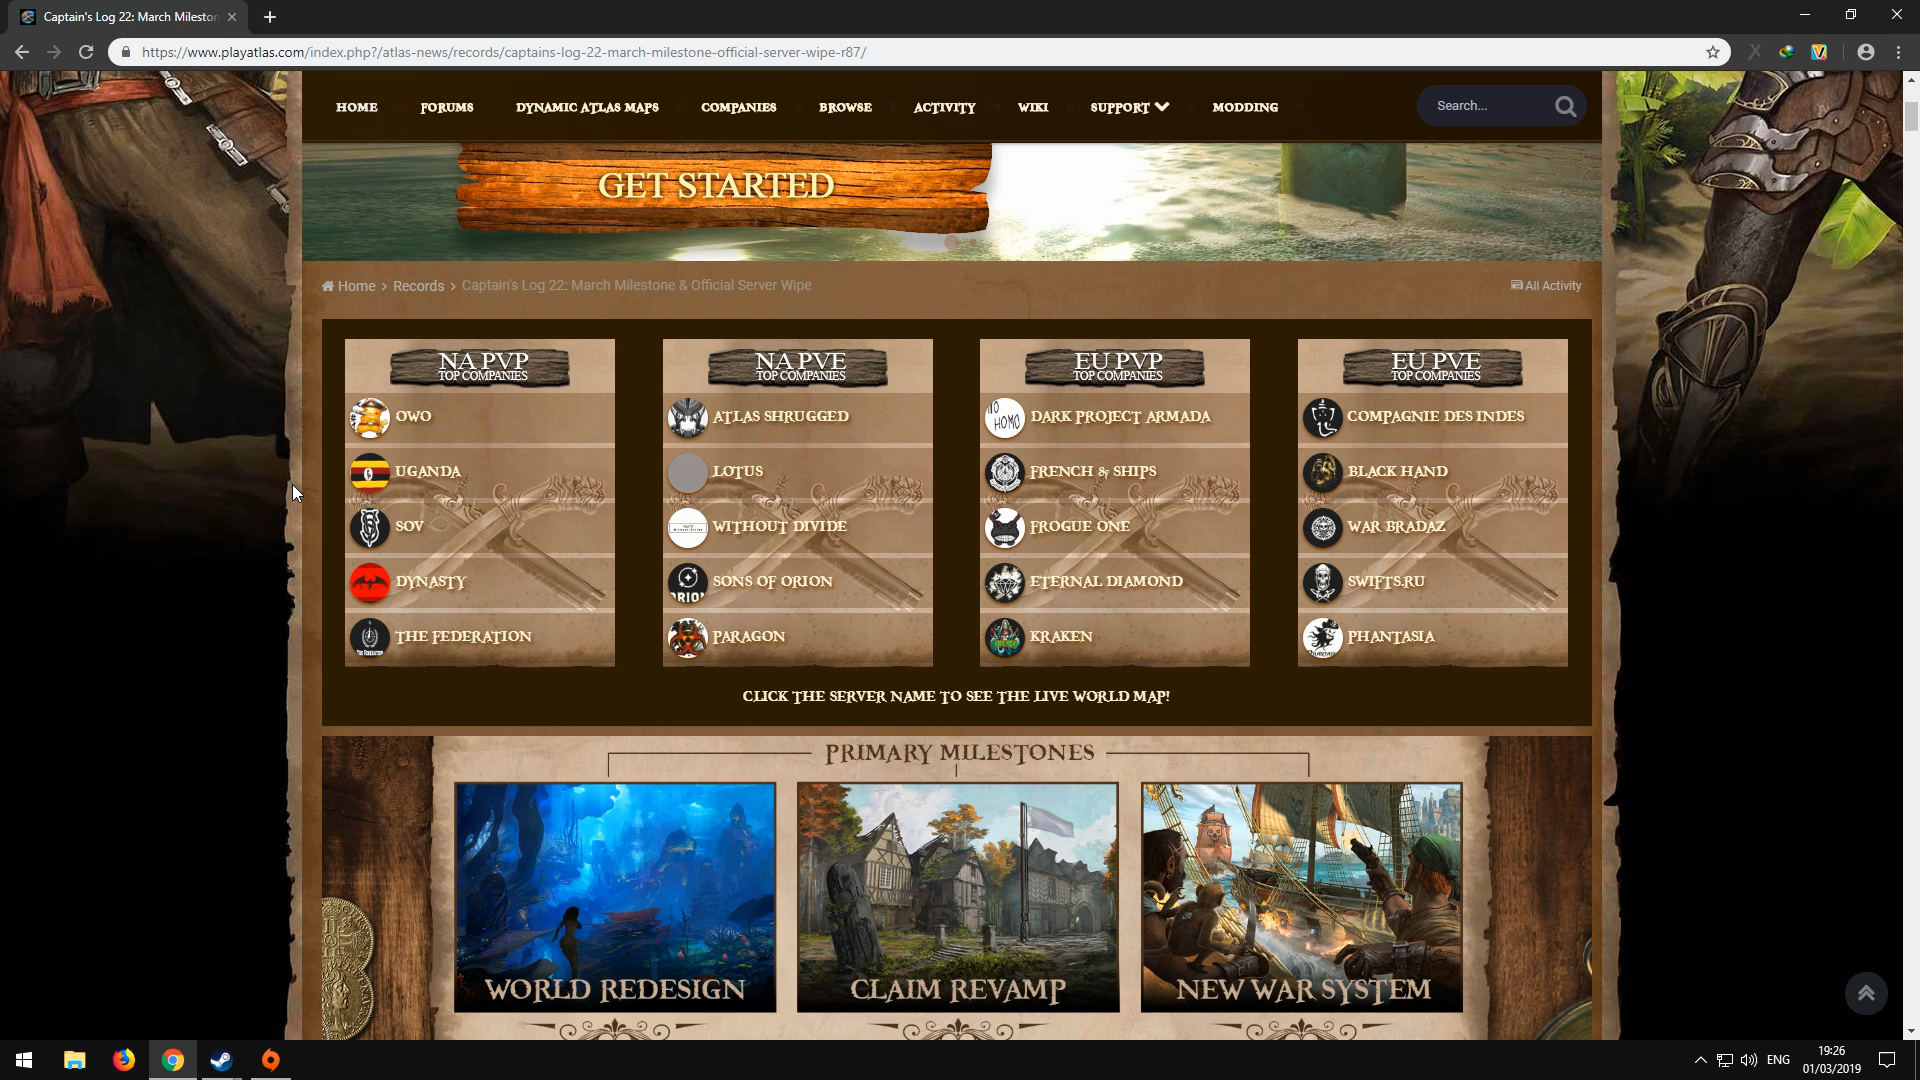 Captain's Log 22: March Mileston
https://www.playatlas.com/index.php?/atlas-news/records/captains-log-22-march-milestone-official-server-wipe-r87/
HOME FORUMS DYNAMIC ATLAS MAPS COMPANIES BROWSE ACTIVITY WIKI SUPPORT MODDING Search...
GET STARTED
Home > Records > Captain's Log 22: March Milestone & Official Server Wipe All Activity
NA PVP
TOP COMPANIES
OWO
UGANDA
SOV
DYNASTY
THE FEDERATION
NA PVE
TOP COMPANIES
ATLAS SHRUGGED
LOTUS
WITHOUT DIVIDE
SONS OF ORION
ORION
PARAGON
EU PVP
TOP COMPANIES
NO HOMO
DARK PROJECT ARMADA
FRENCH & SHIPS
FROGUE ONE
ETERNAL DIAMOND
KRAKEN
EU PVE
TOP COMPANIES
COMPAGNIE DES INDES
BLACK HAND
WAR BRADAZ
SWIFTS.RU
PHANTASIA
CLICK THE SERVER NAME TO SEE THE LIVE WORLD MAP!
PRIMARY MILESTONES
WORLD REDESIGN
CLAIM REVAMP
NEW WAR SYSTEM
ENG
19:26
01/03/2019